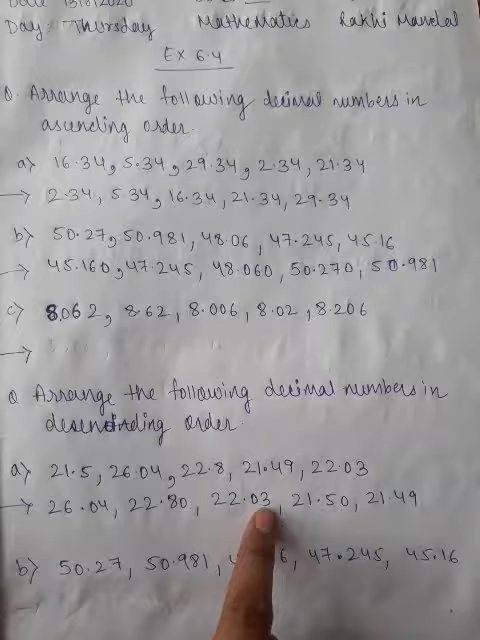 Date 13/8/2020
Day: Thursday Mathematics Rakhi Mandal
EX 6.4
Q. Arrange the following decimal numbers in
ascending order.
a) 16.34, 5.34, 29.34, 2.34, 21.34
→ 2.34, 5.34, 16.34, 21.34, 29.34
b) 50.27, 50.981, 48.06, 47.245, 45.16
→ 45.160, 47.245, 48.060, 50.270, 50.981
c) 8.062, 8.62, 8.006, 8.02, 8.206
→
Q Arrange the following decimal numbers in
descending order.
a) 21.5, 26.04, 22.8, 21.49, 22.03
→ 26.04, 22.80, 22.03, 21.50, 21.49
b) 50.27, 50.981, 47.245, 45.16